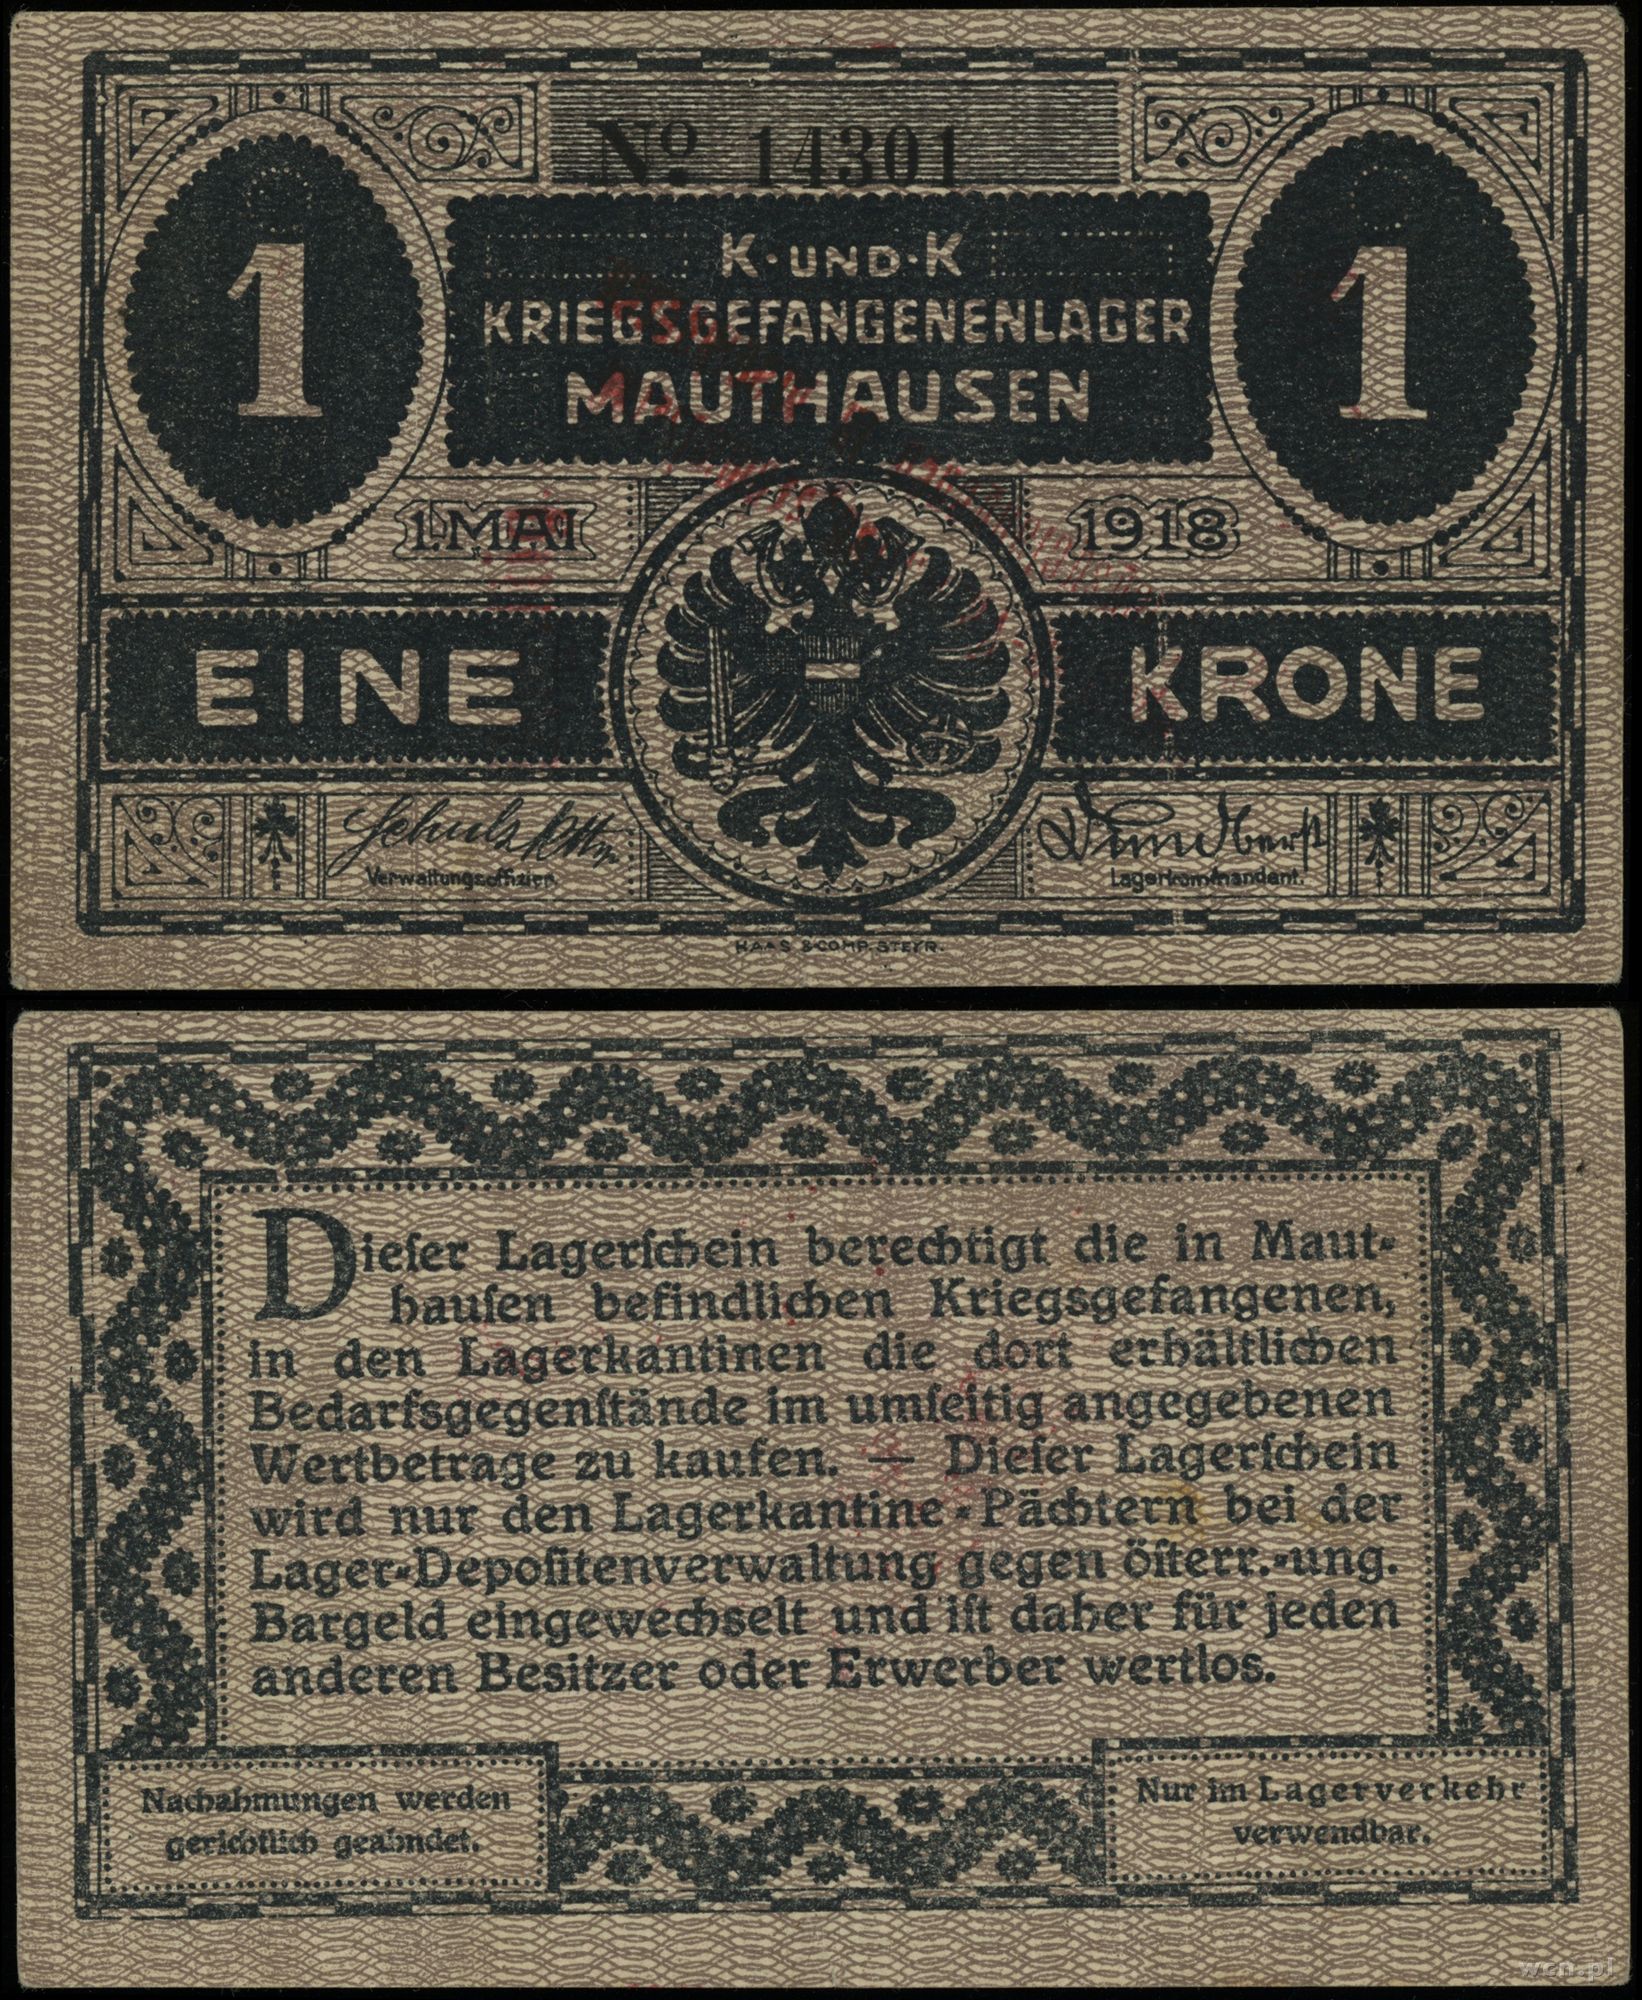 No. 14301
1
1
K·UND·K
KRIEGSGEFANGENENLAGER
MAUTHAUSEN
1. MAI
1918
EINE
KRONE
Verwaltungsoffizier.
Lagerkommandant.
HAAS & COMP. STEYR.
Dieſer Lagerſchein berechtigt die in Maut-
hauſen befindlichen Kriegsgefangenen,
in den Lagerkantinen die dort erhältlichen
Bedarfsgegenſtände im umſeitig angegebenen
Wertbetrage zu kaufen. — Dieſer Lagerſchein
wird nur den Lagerkantine-Pächtern bei der
Lager-Depoſitenverwaltung gegen öſterr.-ung.
Bargeld eingewechselt und iſt daher für jeden
anderen Besitzer oder Erwerber wertlos.
Nachahmungen werden
gerichtlich geahndet.
Nur im Lagerverkehr
verwendbar.
wcn.pl